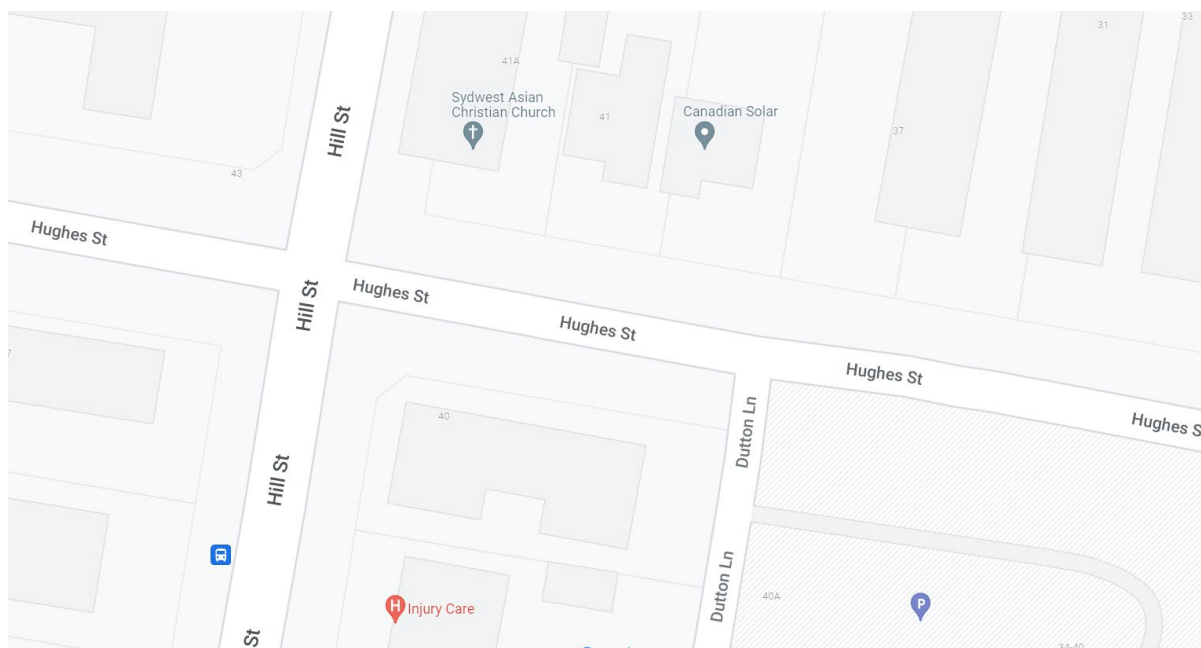 33
31
41A
Sydwest Asian
Christian Church
Canadian Solar
41
37
Hill St
43
Hughes St
Hill St
Hughes St
Hughes St
Hughes St
Hughes S
40
Dutton Ln
Hill St
Dutton Ln
40A
Injury Care
P
H
34-40
St
7